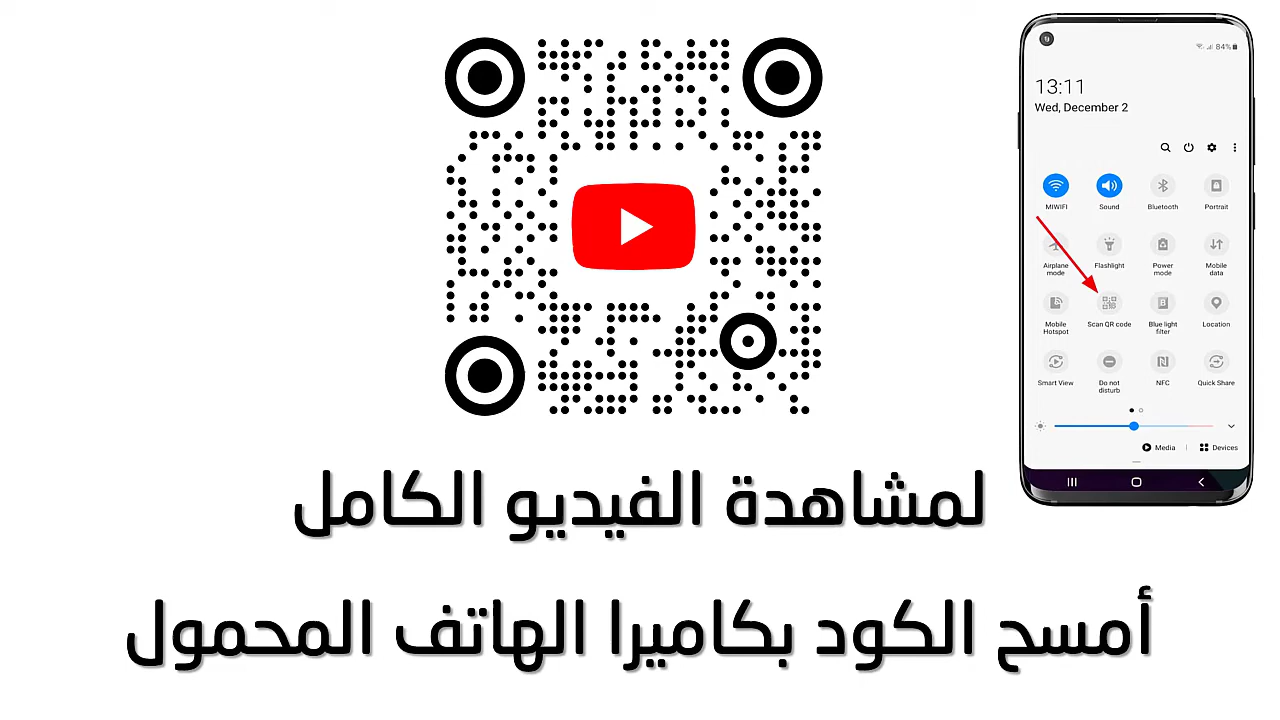 84%
13:11
Wed, December 2
MIWIFI
Sound
Bluetooth
Portrait
Airplane mode
Flashlight
Power mode
Mobile data
Mobile Hotspot
Scan QR code
Blue light filter
Location
Smart View
Do not disturb
NFC
Quick Share
Media
Devices
لمشاهدة الفيديو الكامل
أمسح الكود بكاميرا الهاتف المحمول